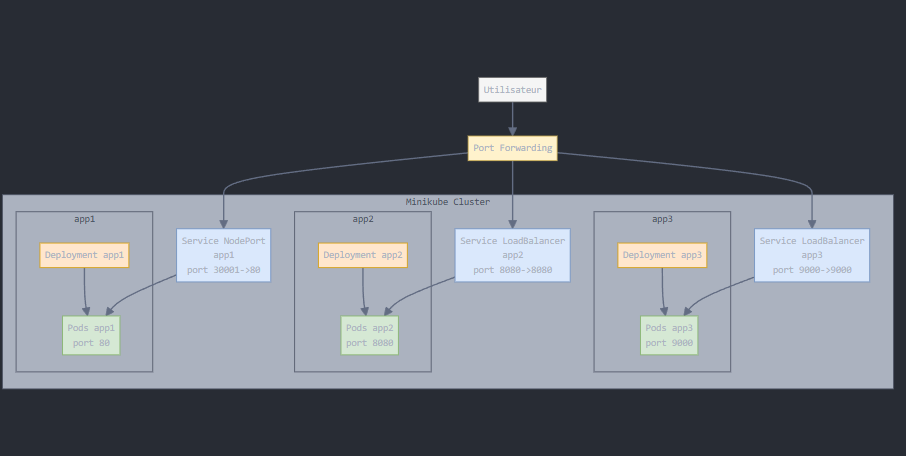 Utilisateur
Port Forwarding
Minikube Cluster
app1
Deployment app1
Service NodePort
app1
port 30001->80
Pods app1
port 80
app2
Deployment app2
Service LoadBalancer
app2
port 8080->8080
Pods app2
port 8080
app3
Deployment app3
Service LoadBalancer
app3
port 9000->9000
Pods app3
port 9000